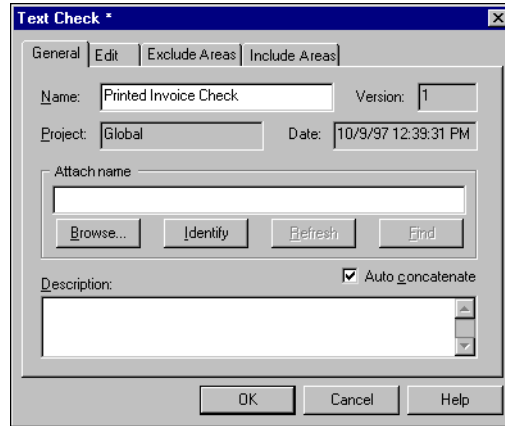 Text Check *
General Edit Exclude Areas Include Areas
Name: Printed Invoice Check Version: 1
Project: Global Date: 10/9/97 12:39:31 PM
Attach name
Browse... Identify Refresh Find
Description: Auto concatenate
OK Cancel Help